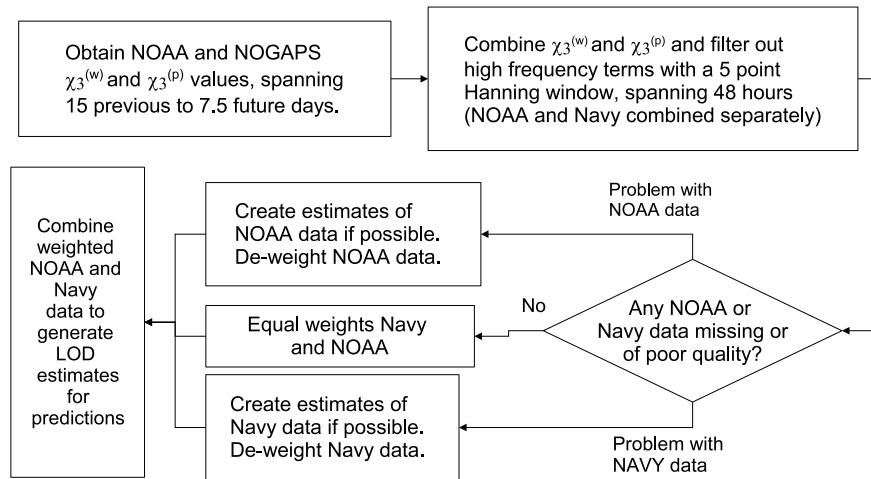 Obtain NOAA and NOGAPS
χ3(w) and χ3(p) values, spanning
15 previous to 7.5 future days.
Combine χ3(w) and χ3(p) and filter out
high frequency terms with a 5 point
Hanning window, spanning 48 hours
(NOAA and Navy combined separately)
Problem with
NOAA data
Any NOAA or
Navy data missing or
of poor quality?
No
Problem with
NAVY data
Create estimates of
NOAA data if possible.
De-weight NOAA data.
Equal weights Navy
and NOAA
Create estimates of
Navy data if possible.
De-weight Navy data.
Combine
weighted
NOAA and
Navy
data to
generate
LOD
estimates
for
predictions